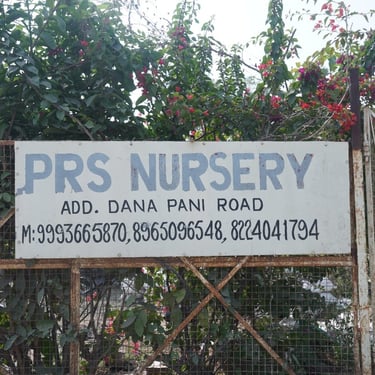 PRS NURSERY
ADD. DANA PANI ROAD
M:9993665870, 8965096548, 8224041794